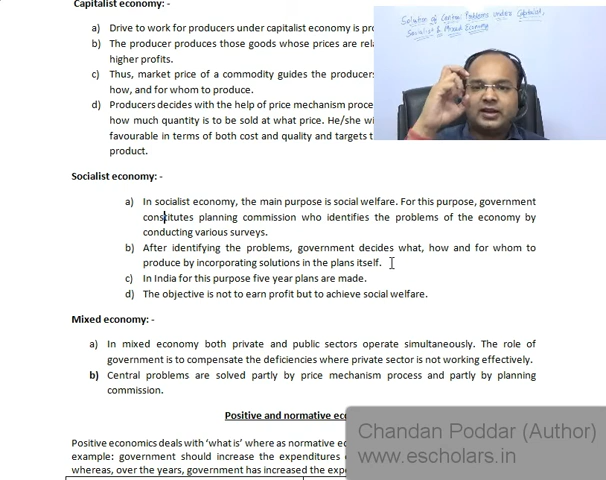 Capitalist economy: -
a) Drive to work for producers under capitalist economy is
b) The producer produces those goods whose prices are
higher profits.
c) Thus, market price of a commodity guides the producers
how, and for whom to produce.
d) Producers decides with the help of price mechanism
how much quantity is to be sold at what price. He/she
favourable in terms of both cost and quality and targets
product.
Solution of Central Problems under Capitalist,
Socialist & Mixed Economy
Socialist economy: -
a) In socialist economy, the main purpose is social welfare. For this purpose, government
constitutes planning commission who identifies the problems of the economy by
conducting various surveys.
b) After identifying the problems, government decides what, how and for whom to
produce by incorporating solutions in the plans itself.
c) In India for this purpose five year plans are made.
d) The objective is not to earn profit but to achieve social welfare.
Mixed economy: -
a) In mixed economy both private and public sectors operate simultaneously. The role of
government is to compensate the deficiencies where private sector is not working effectively.
b) Central problems are solved partly by price mechanism process and partly by planning
commission.
Positive and normative
Positive economics deals with 'what is' where as normative
example: government should increase the expenditures
whereas, over the years, government has increased the
Chandan Poddar (Author)
www.escholars.in